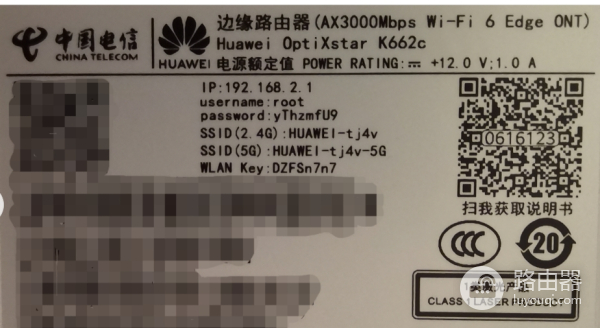 中国电信
CHINA TELECOM
HUAWEI
边缘路由器(AX3000Mbps Wi-Fi 6 Edge ONT)
Huawei OptiXstar K662c
电源额定值 POWER RATING: ⎓ +12.0 V;1.0 A
IP:192.168.2.1
username:root
password:yThzmfU9
SSID(2.4G):HUAWEI-tj4v
SSID(5G):HUAWEI-tj4v-5G
WLAN Key:DZFSn7n7
0616123
扫我获取说明书
CCC
20
CLASS 1 LASER PRODUCT
路由器
luyouqi.com